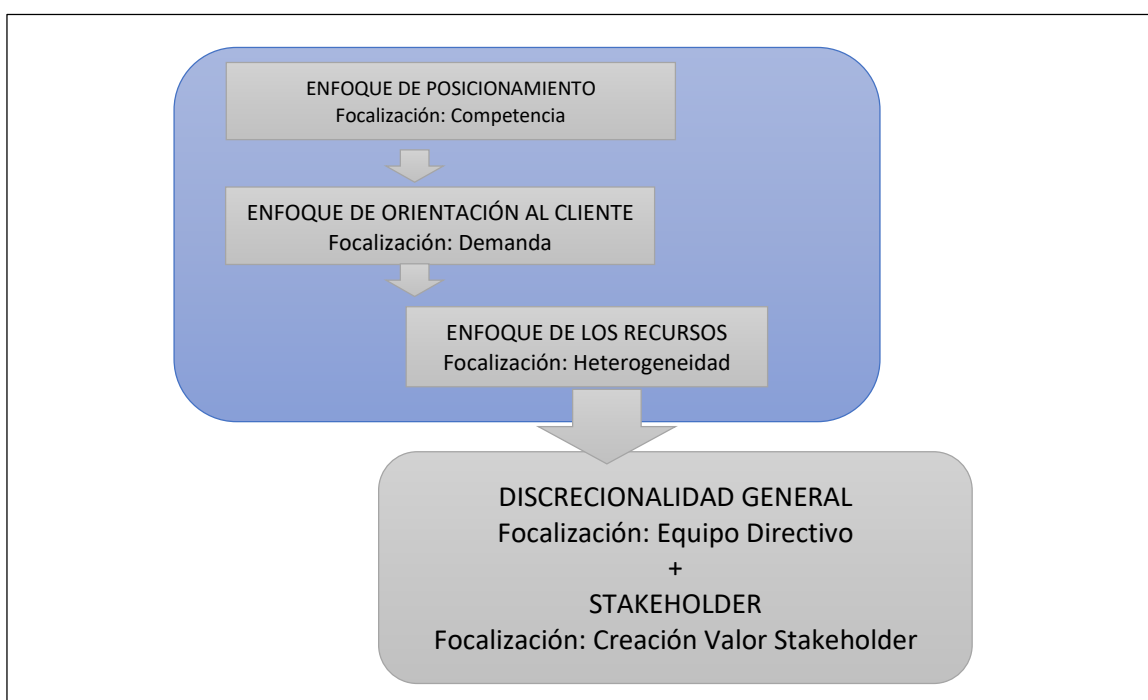 ENFOQUE DE POSICIONAMIENTO
Focalización: Competencia
ENFOQUE DE ORIENTACIÓN AL CLIENTE
Focalización: Demanda
ENFOQUE DE LOS RECURSOS
Focalización: Heterogeneidad
DISCRECIONALIDAD GENERAL
Focalización: Equipo Directivo
+
STAKEHOLDER
Focalización: Creación Valor Stakeholder